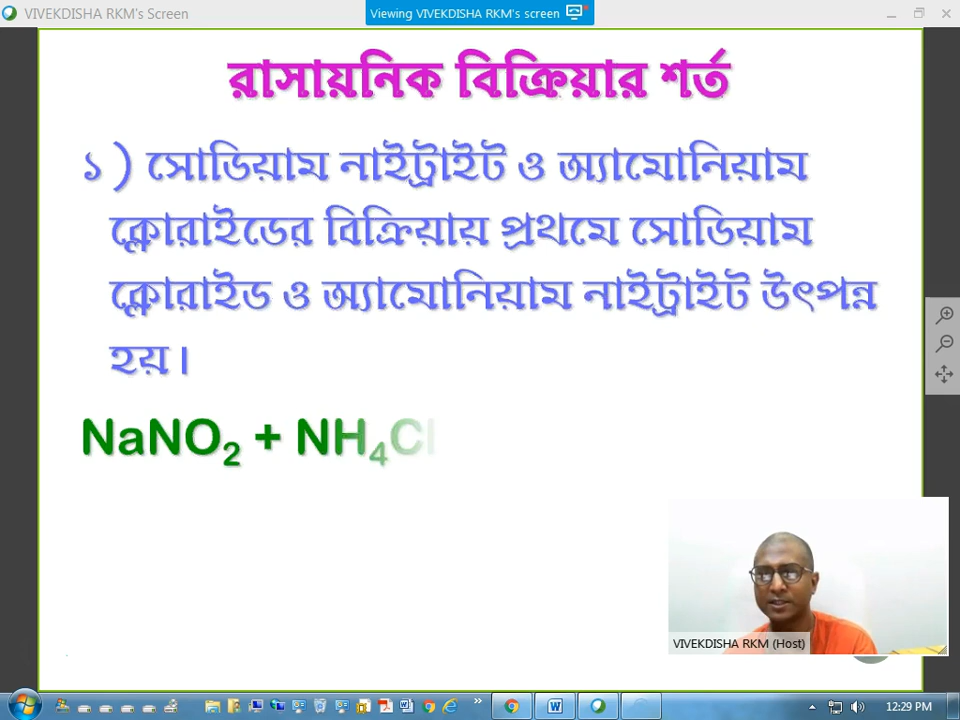 VIVEKDISHA RKM's Screen
Viewing VIVEKDISHA RKM's screen
রাসায়নিক বিক্রিয়ার শর্ত
১) সোডিয়াম নাইট্রাইট ও অ্যামোনিয়াম
ক্লোরাইডের বিক্রিয়ায় প্রথমে সোডিয়াম
ক্লোরাইড ও অ্যামোনিয়াম নাইট্রাইট উৎপন্ন
হয়।
NaNO₂ + NH₄Cl
VIVEKDISHA RKM (Host)
12:29 PM